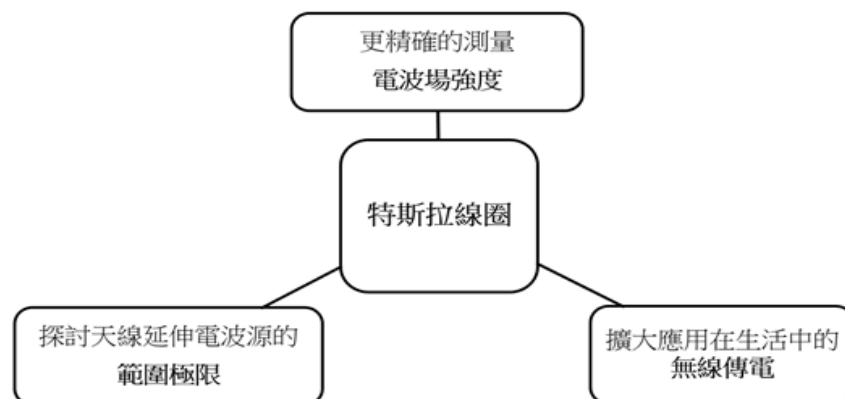 更精確的測量
電波場強度
特斯拉線圈
探討天線延伸電波源的
範圍極限
擴大應用在生活中的
無線傳電